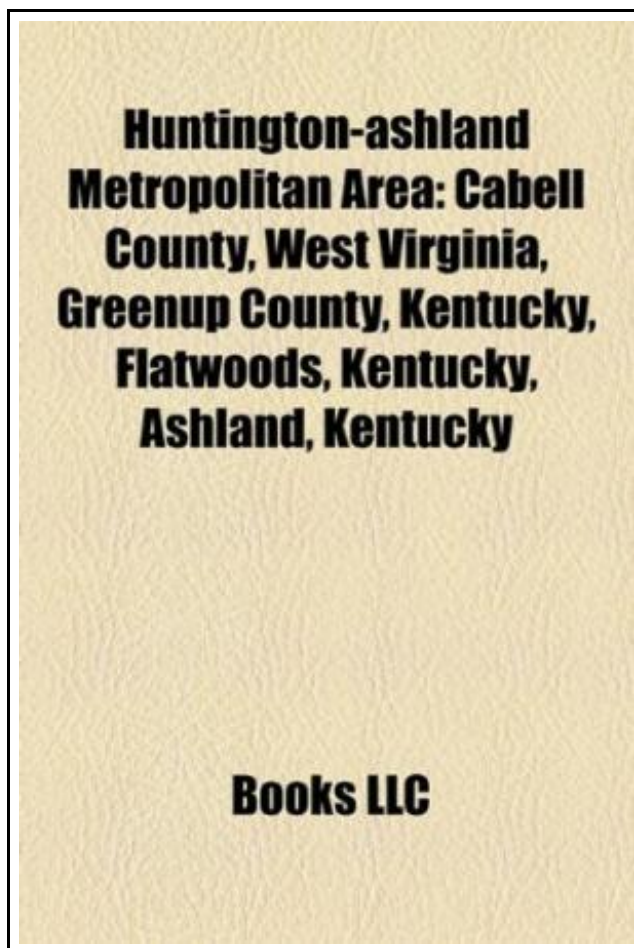 Huntington-ashland
Metropolitan Area: Cabell
County, West Virginia,
Greenup County, Kentucky,
Flatwoods, Kentucky,
Ashland, Kentucky
Books LLC